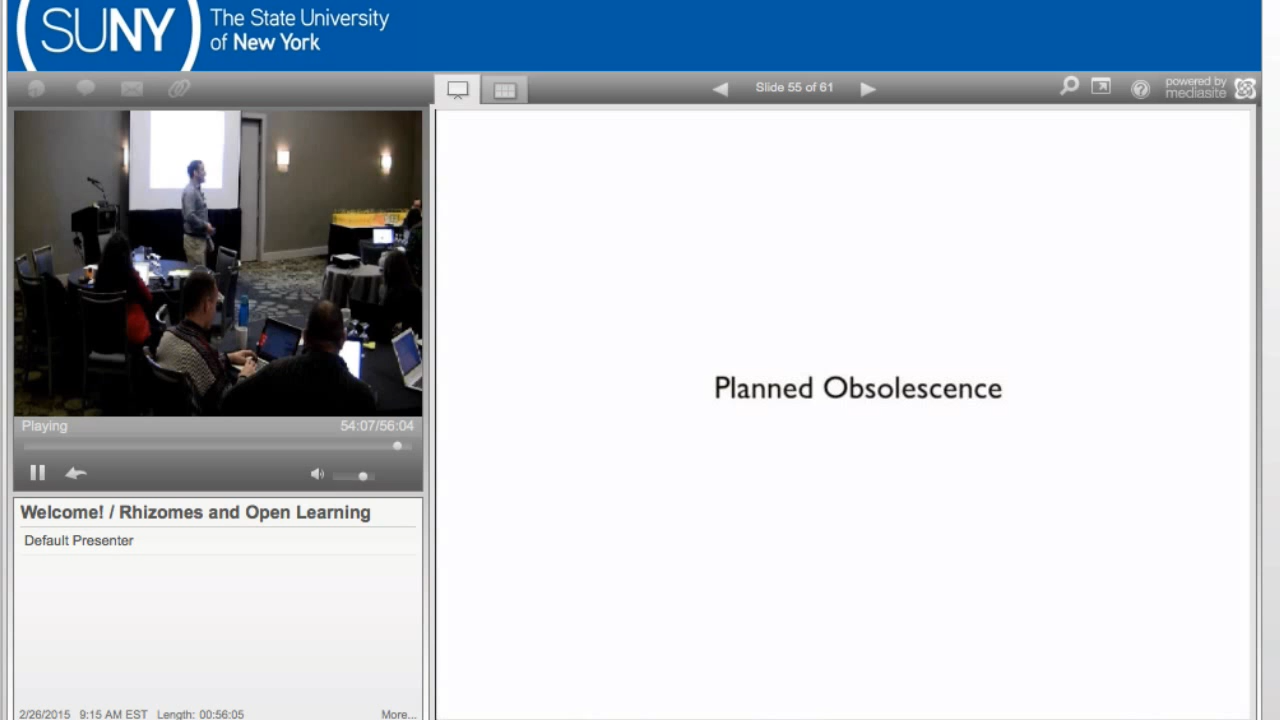 SUNY
The State University
of New York
Slide 55 of 61
powered by
mediasite
Planned Obsolescence
Playing
54:07/56:04
Welcome! / Rhizomes and Open Learning
Default Presenter
2/26/2015 9:15 AM EST Length: 00:56:05
More...